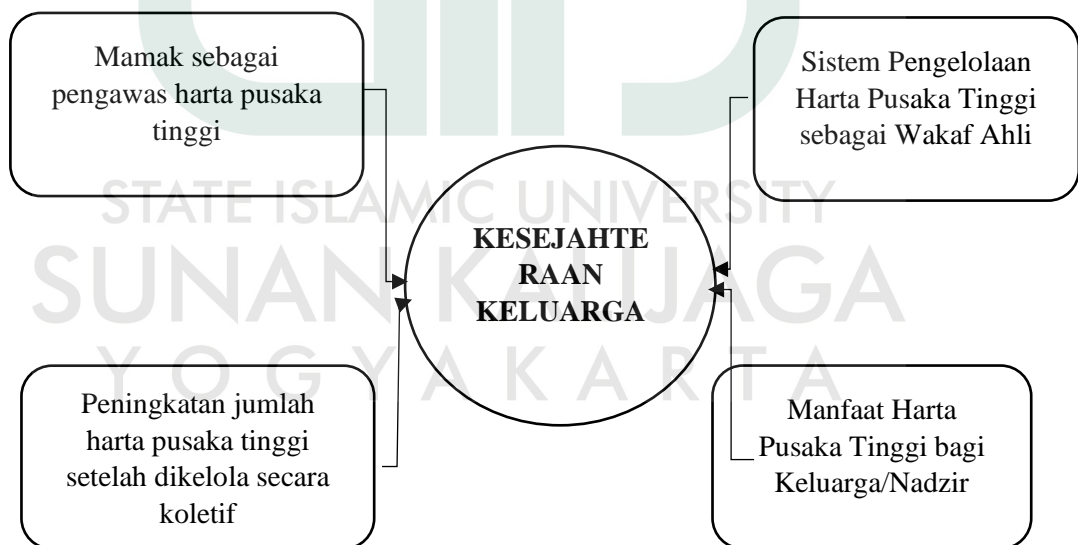 Mamak sebagai
pengawas harta pusaka
tinggi
Sistem Pengelolaan
Harta Pusaka Tinggi
sebagai Wakaf Ahli
STATE ISLAMIC UNIVERSITY
SUNAN KALIJAGA
YOGYAKARTA
KESEJAHTE
RAAN
KELUARGA
Peningkatan jumlah
harta pusaka tinggi
setelah dikelola secara
koletif
Manfaat Harta
Pusaka Tinggi bagi
Keluarga/Nadzir